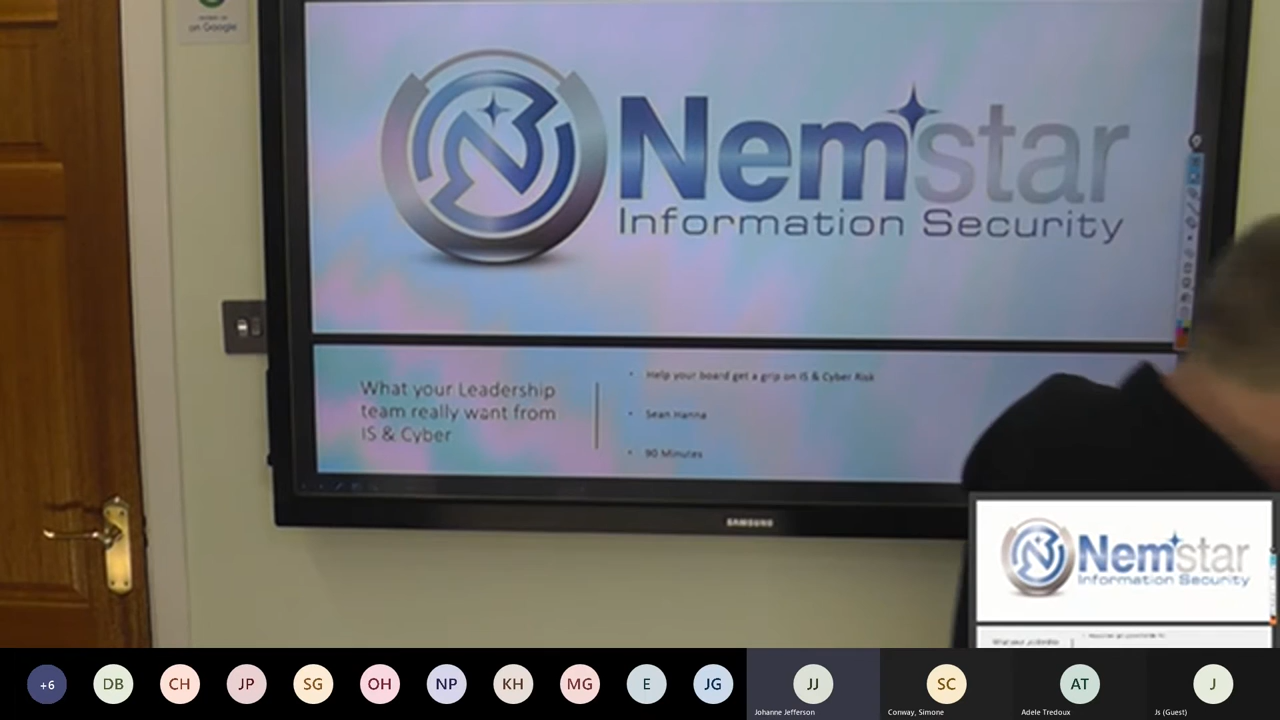 on Google
Nemstar
Information Security
What your Leadership
team really want from
IS & Cyber
• Help your board get a grip on IS & Cyber Risk
• Sean Hanna
• 90 Minutes
SAMSUNG
Nemstar
Information Security
+6
DB
CH
JP
SG
OH
NP
KH
MG
E
JG
JJ
SC
AT
J
Johanne Jefferson
Conway, Simone
Adele Tredoux
Js (Guest)